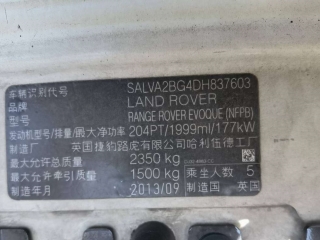 车辆识别代号 SALVA2BG4DH837603
品牌 LAND ROVER
型号 RANGE ROVER EVOQUE (NFPB)
发动机型号/排量/最大净功率 204PT/1999ml/177kW
工厂 英国捷豹路虎有限公司哈利伍德工厂
最大允许总质量 2350 kg
最大允许牵引质量 1500 kg 乘坐人数 5
制造年月 2013/09 制造国 英国